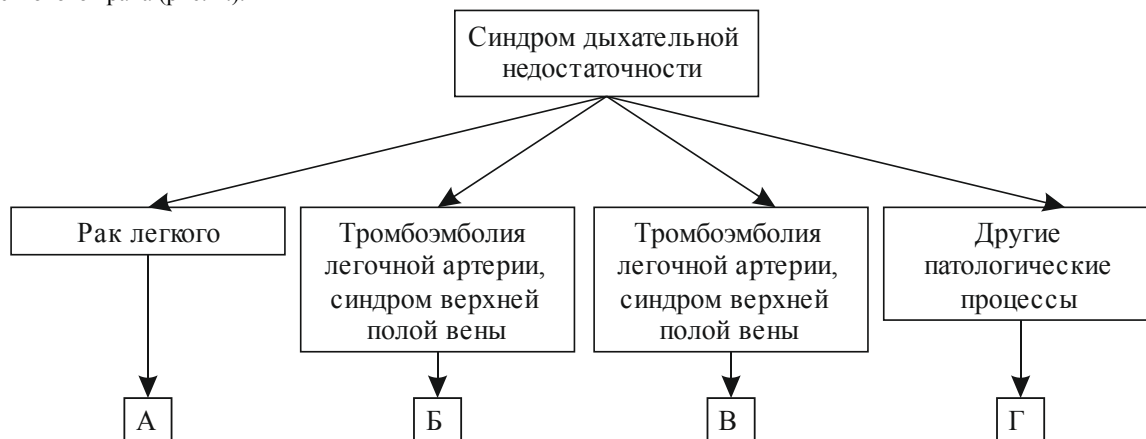 Синдром дыхательной
недостаточности
Рак легкого
Тромбоэмболия
легочной артерии,
синдром верхней
полой вены
Тромбоэмболия
легочной артерии,
синдром верхней
полой вены
Другие
патологические
процессы
А
Б
В
Г